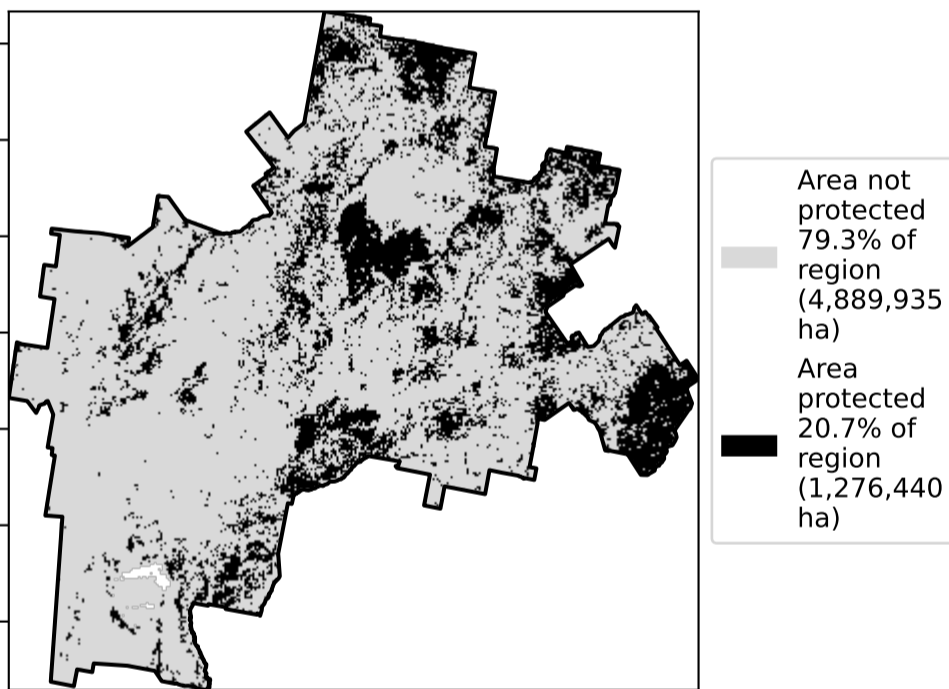 Area not
protected
79.3% of
region
(4,889,935
ha)
Area
protected
20.7% of
region
(1,276,440
ha)